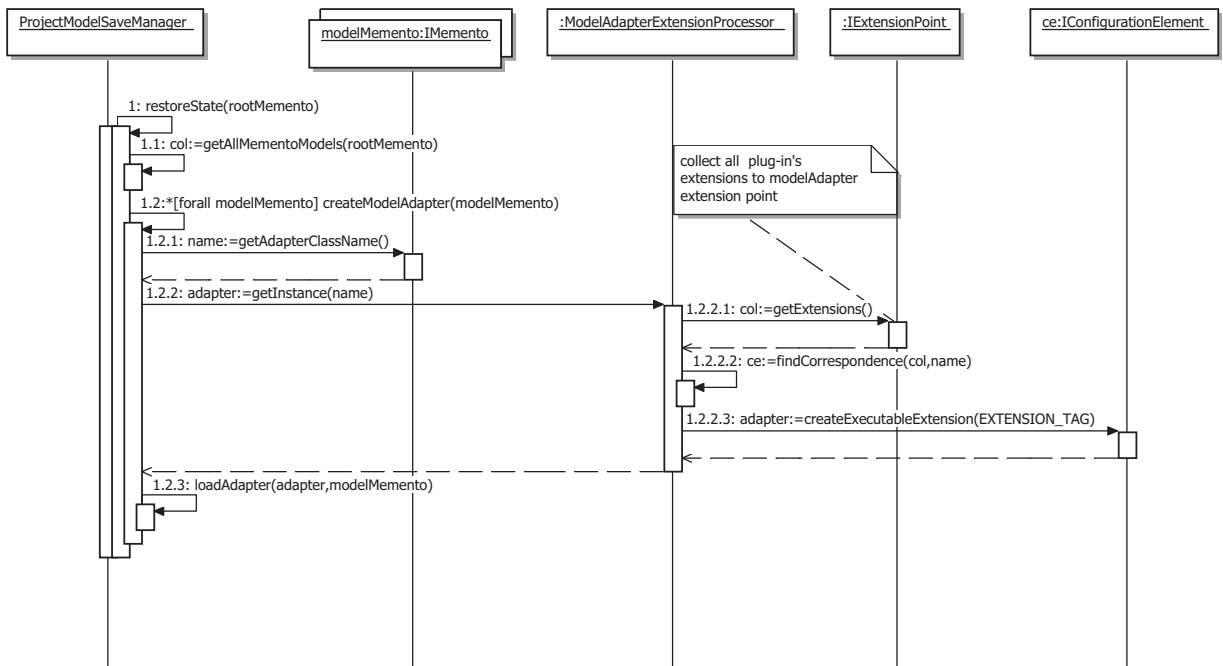 ProjectModelSaveManager
modelMemento:IMemento
:ModelAdapterExtensionProcessor
:IExtensionPoint
ce:IConfigurationElement
1: restoreState(rootMemento)
1.1: col:=getAllMementoModels(rootMemento)
collect all plug-in's
extensions to modelAdapter
extension point
1.2:*[forall modelMemento] createModelAdapter(modelMemento)
1.2.1: name:=getAdapterClassName()
1.2.2: adapter:=getInstance(name)
1.2.2.1: col:=getExtensions()
1.2.2.2: ce:=findCorrespondence(col,name)
1.2.2.3: adapter:=createExecutableExtension(EXTENSION_TAG)
1.2.3: loadAdapter(adapter,modelMemento)